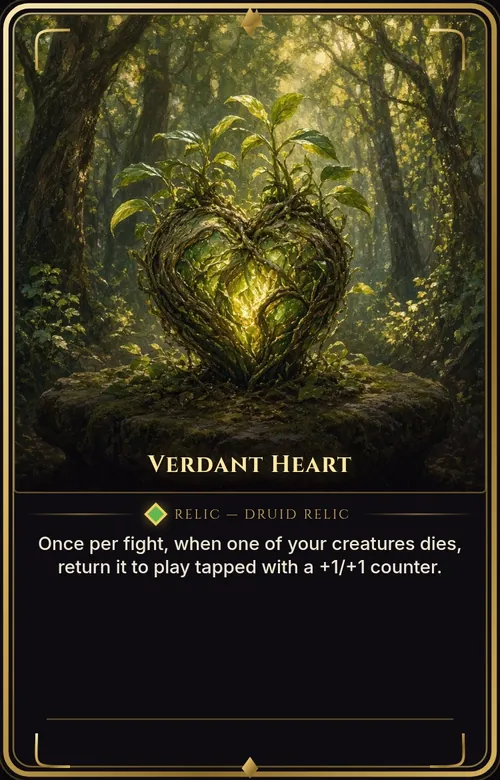 Verdant Heart
Relic — Druid Relic
Once per fight, when one of your creatures dies,
return it to play tapped with a +1/+1 counter.